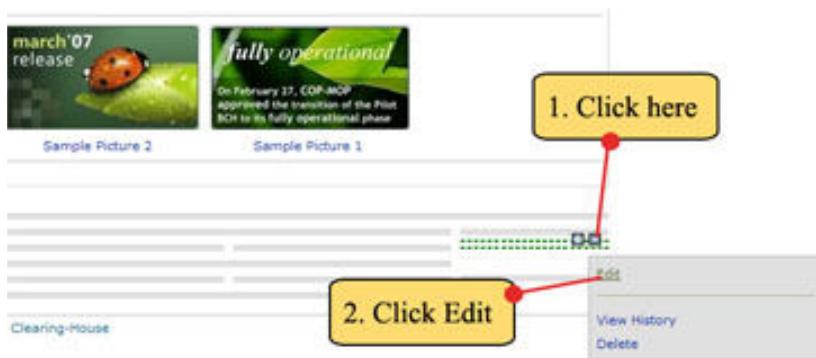 march'07
release
fully operational
On February 27, COP-MOP
approved the transition of the Pilot
BCH to its fully operational phase
Sample Picture 2
Sample Picture 1
1. Click here
Edit
2. Click Edit
View History
Delete
Clearing-House